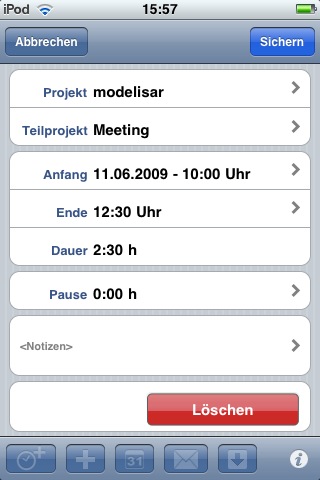 iPod 15:57
Abbrechen Sichern
Projekt modelisar
Teilprojekt Meeting
Anfang 11.06.2009 - 10:00 Uhr
Ende 12:30 Uhr
Dauer 2:30 h
Pause 0:00 h
<Notizen>
Löschen
31